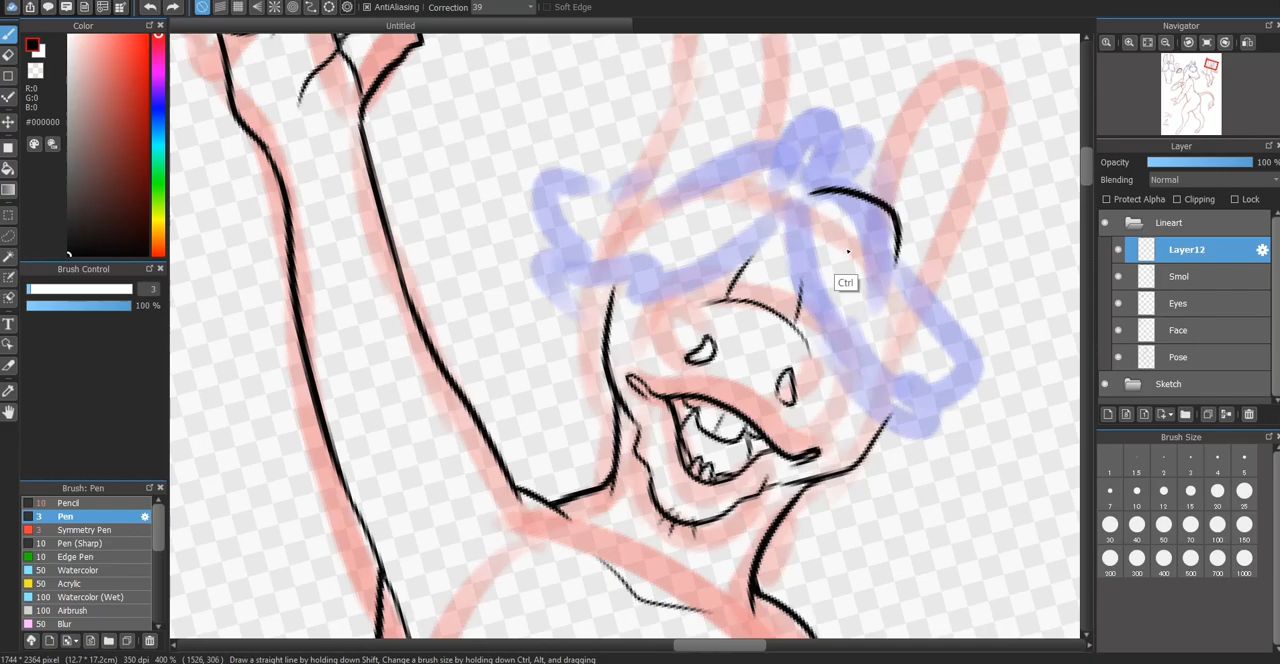 AntiAliasing Correction 39 Soft Edge
Color
Untitled
Navigator
R:0
G:0
B:0
#000000
Brush Control
3
100 %
Brush: Pen
10 Pencil
3 Pen
3 Symmetry Pen
10 Pen (Sharp)
10 Edge Pen
50 Watercolor
50 Acrylic
100 Watercolor (Wet)
100 Airbrush
50 Blur
Ctrl
Layer
Opacity 100 %
Blending Normal
Protect Alpha Clipping Lock
Lineart
Layer12
Smol
Eyes
Face
Pose
Sketch
Brush Size
1 1.5 2 3 4 5
7 10 12 15 20 25
30 40 50 70 100 150
200 300 400 500 700 1000
1744 * 2364 pixel (12.7 * 17.2cm) 350 dpi 400 % ( 1526, 306 ) Draw a straight line by holding down Shift, Change a brush size by holding down Ctrl, Alt, and dragging